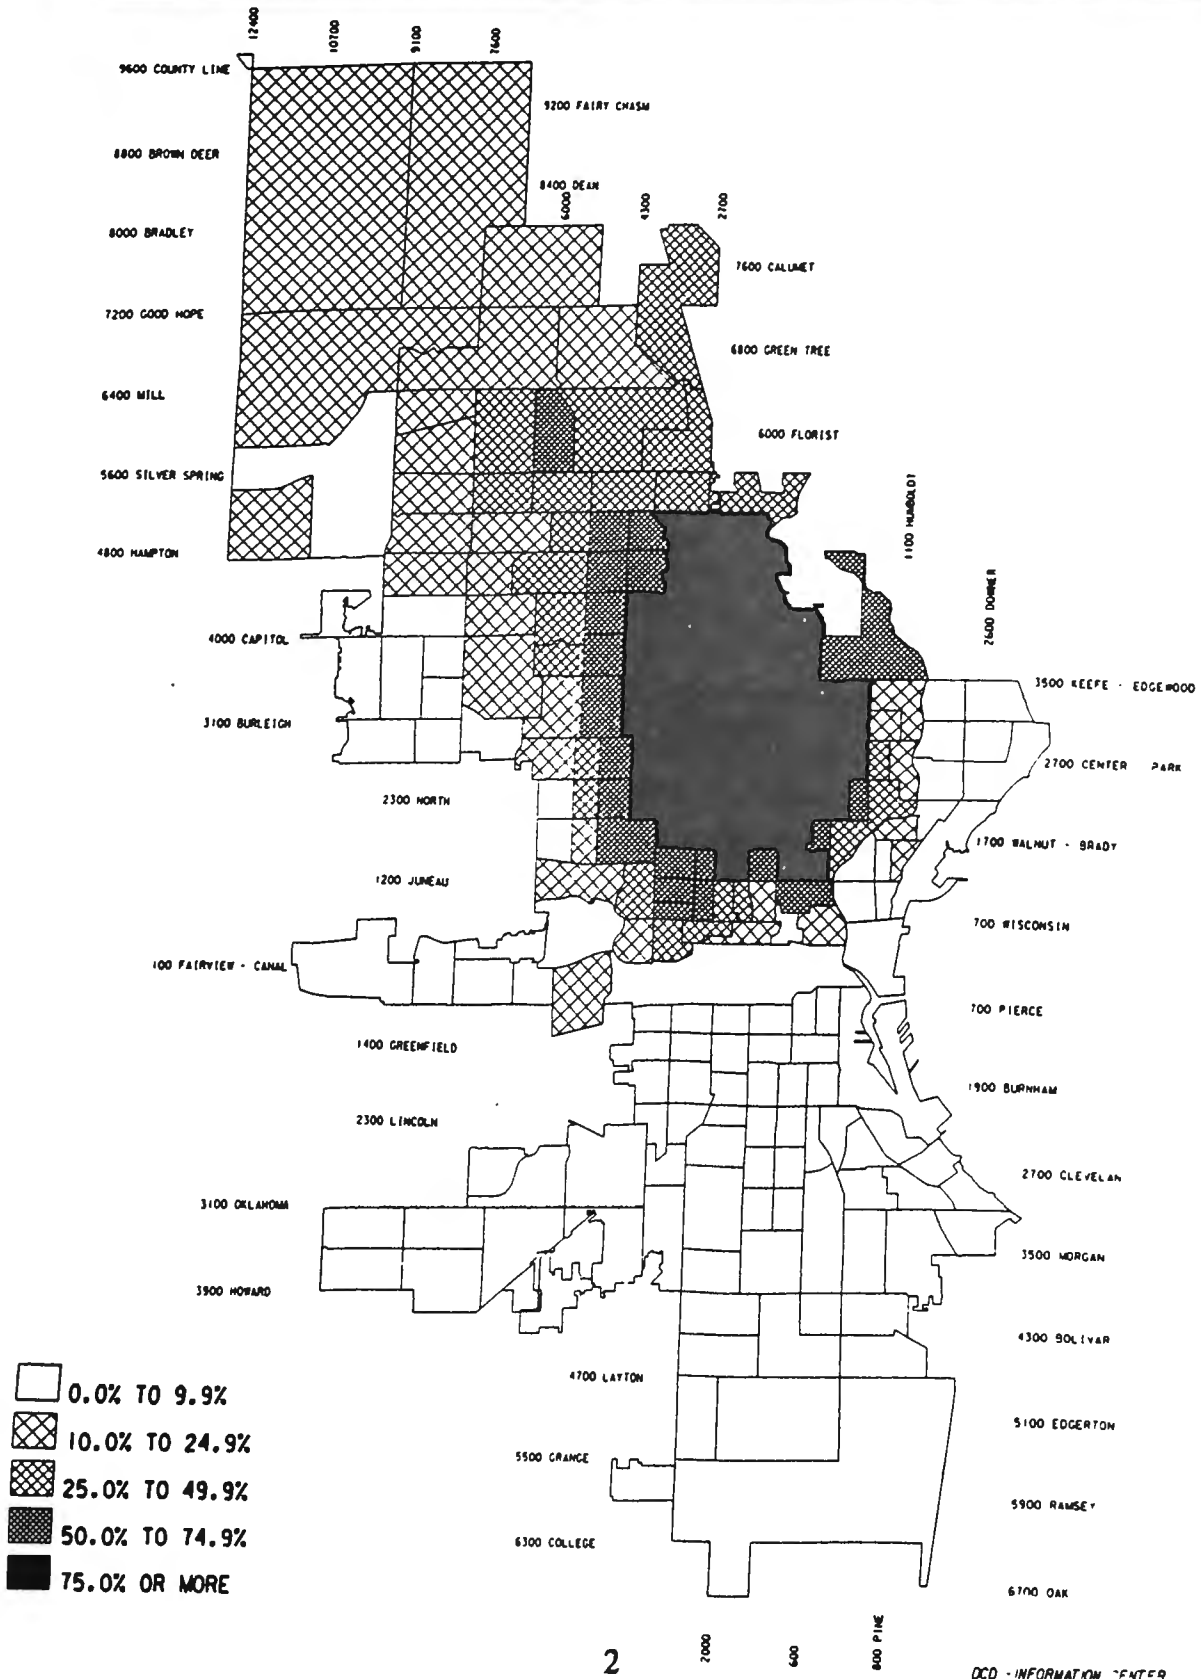 12400
10700
9100
7600
9600 COUNTY LINE
9200 FAIRY CHASM
8800 BROWN DEER
8400 DEAN
6000
4300
2700
8000 BRADLEY
7600 CALUMET
7200 GOOD HOPE
6800 GREEN TREE
6400 MILL
6000 FLORIST
5600 SILVER SPRING
1100 HUMBOLDT
4800 HAMPTON
2600 DOWNER
4000 CAPITOL
3500 KEEFE - EDGEWOOD
3100 BURLEIGH
2700 CENTER PARK
2300 NORTH
1700 WALNUT - BRADY
1200 JUNEAU
700 WISCONSIN
100 FAIRVIEW - CANAL
700 PIERCE
1400 GREENFIELD
1900 BURNHAM
2300 LINCOLN
2700 CLEVELAN
3100 OKLAHOMA
3500 MORGAN
3900 HOWARD
4300 BOLIVAR
4700 LAYTON
0.0% TO 9.9%
10.0% TO 24.9%
5100 EDGERTON
5500 GRANGE
25.0% TO 49.9%
5900 RAMSEY
50.0% TO 74.9%
6300 COLLEGE
75.0% OR MORE
6700 OAK
2
2000
600
800 PINE
DCD - INFORMATION CENTER